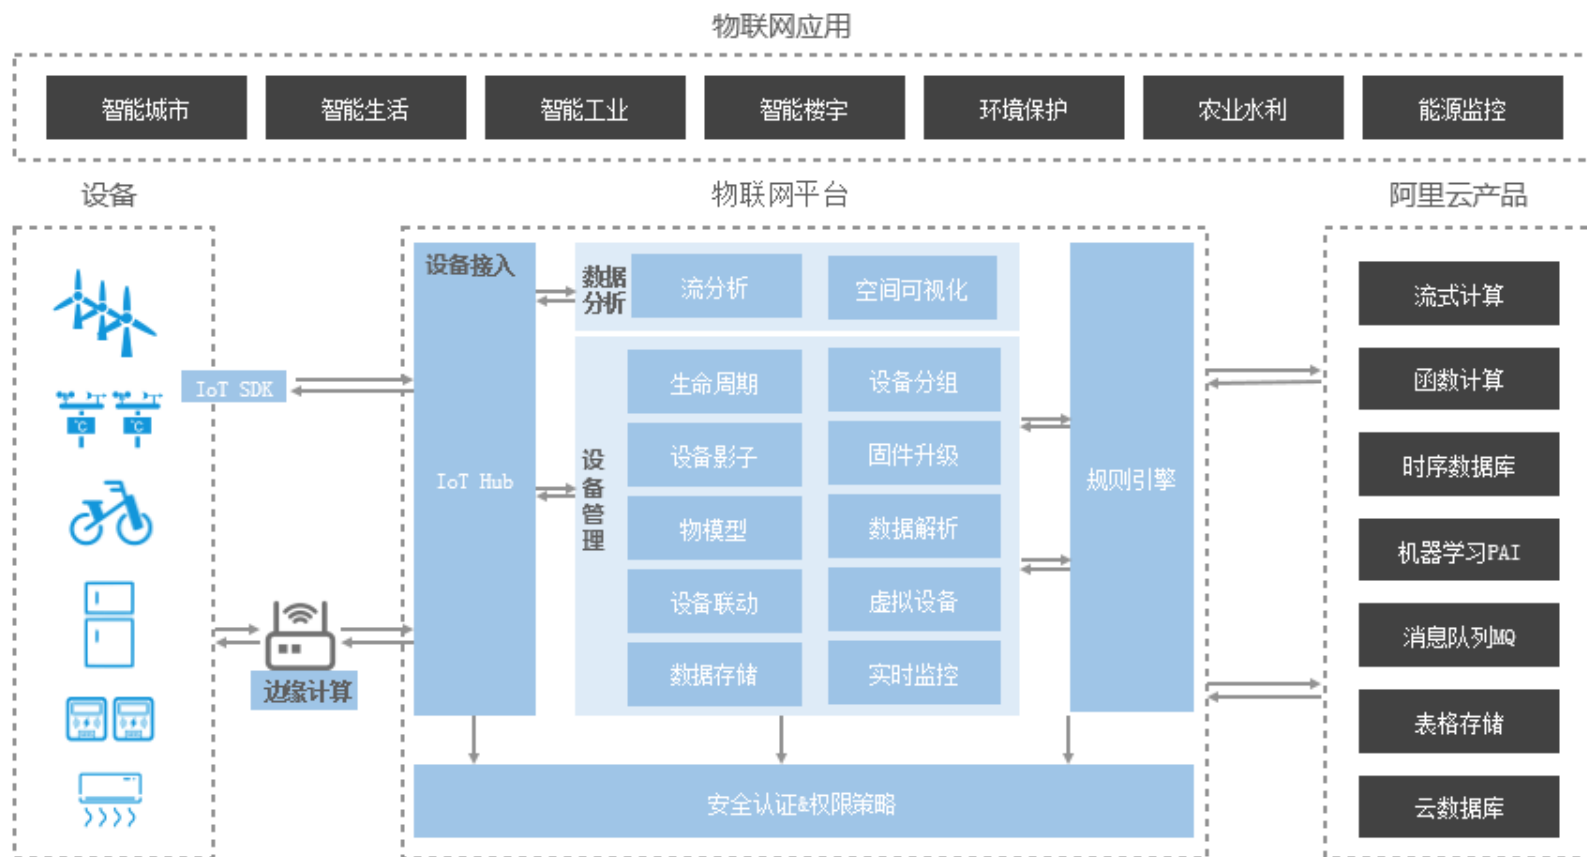 物联网应用
智能城市
智能生活
智能工业
智能楼宇
环境保护
农业水利
能源监控
设备
物联网平台
阿里云产品
IoT SDK
边缘计算
设备接入
IoT Hub
数据
分析
流分析
空间可视化
设
备
管
理
生命周期
设备分组
设备影子
固件升级
物模型
数据解析
设备联动
虚拟设备
数据存储
实时监控
规则引擎
安全认证&权限策略
流式计算
函数计算
时序数据库
机器学习PAI
消息队列MQ
表格存储
云数据库
°C
°C